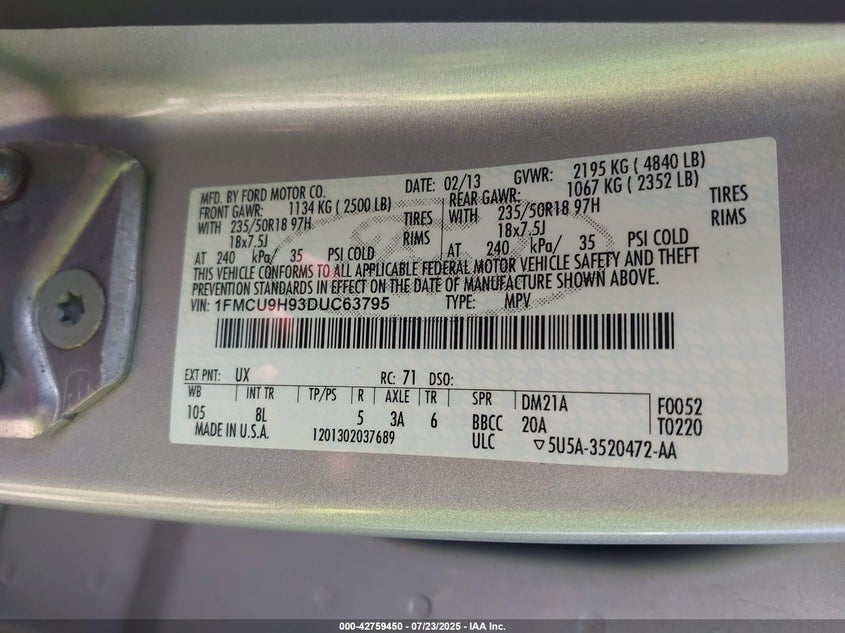 MFD. BY FORD MOTOR CO. DATE: 02/13 GVWR: 2195 KG ( 4840 LB)
FRONT GAWR: 1134 KG ( 2500 LB) REAR GAWR: 1067 KG ( 2352 LB)
WITH 235/50R18 97H TIRES WITH 235/50R18 97H TIRES
18x7.5J RIMS 18x7.5J RIMS
AT 240 kPa/ 35 PSI COLD AT 240 kPa/ 35 PSI COLD
THIS VEHICLE CONFORMS TO ALL APPLICABLE FEDERAL MOTOR VEHICLE SAFETY AND THEFT
PREVENTION STANDARDS IN EFFECT ON THE DATE OF MANUFACTURE SHOWN ABOVE.
VIN: 1FMCU9H93DUC63795 TYPE: MPV
EXT PNT: UX RC: 71 DSO:
WB INT TR TP/PS R AXLE TR SPR DM21A F0052
105 8L 5 3A 6 BBCC 20A T0220
MADE IN U.S.A. 1201302037689 ULC ▽5U5A-3520472-AA
000-42759450 - 07/23/2025 - IAA Inc.